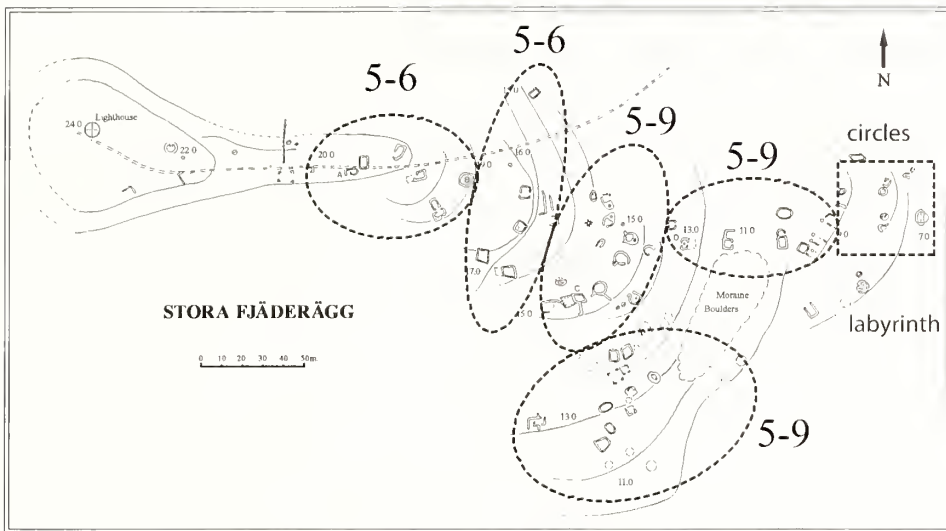 5-6
5-6
5-9
5-9
N
circles
24 0
Lighthouse
22.0
20.0
A
16.0
15.0
C
13.0
11.0
7.0
Moraine
Boulders
STORA FJÄDERÄGG
0 10 20 30 40 50m.
labyrinth
13.0
11.0
5-9